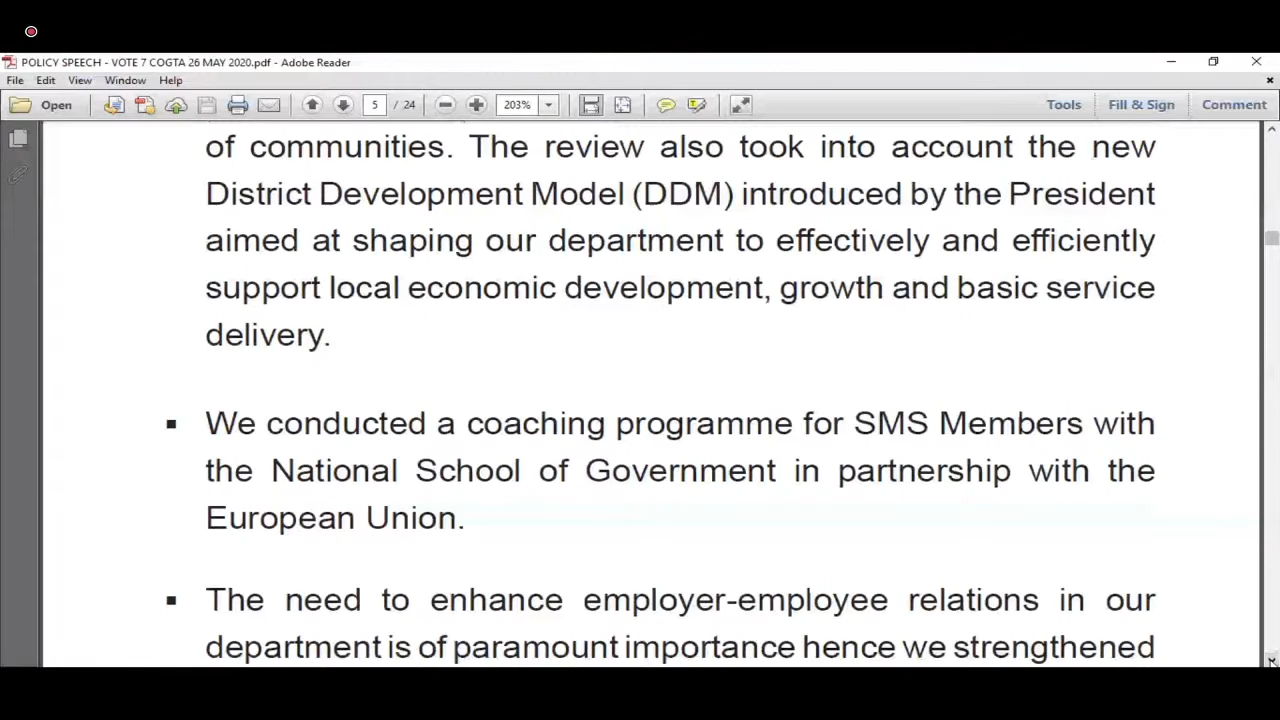 POLICY SPEECH - VOTE 7 COGTA 26 MAY 2020.pdf - Adobe Reader
File Edit View Window Help
Open 5 / 24 203% Tools Fill & Sign Comment
of communities. The review also took into account the new
District Development Model (DDM) introduced by the President
aimed at shaping our department to effectively and efficiently
support local economic development, growth and basic service
delivery.
▪ We conducted a coaching programme for SMS Members with
the National School of Government in partnership with the
European Union.
▪ The need to enhance employer-employee relations in our
department is of paramount importance hence we strengthened